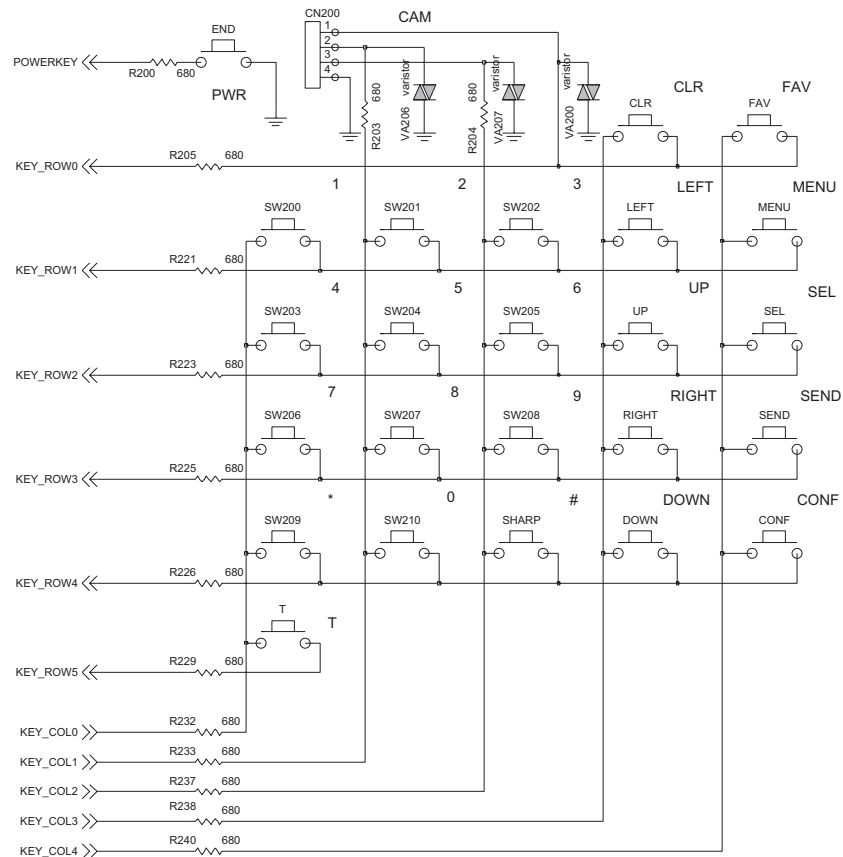 CN200
CAM
END
1
2
3
4
POWERKEY
R200
680
PWR
680
R203
varistor
VA206
680
R204
varistor
VA207
varistor
VA200
CLR
FAV
CLR
FAV
R205
680
KEY_ROW0
1
2
3
LEFT
MENU
SW200
SW201
SW202
LEFT
MENU
R221
680
KEY_ROW1
4
5
6
UP
SEL
SW203
SW204
SW205
UP
SEL
R223
680
KEY_ROW2
7
8
9
RIGHT
SEND
SW206
SW207
SW208
RIGHT
SEND
R225
680
KEY_ROW3
*
0
#
DOWN
CONF
SW209
SW210
SHARP
DOWN
CONF
R226
680
KEY_ROW4
T
T
R229
680
KEY_ROW5
R232
680
KEY_COL0
R233
680
KEY_COL1
R237
680
KEY_COL2
R238
680
KEY_COL3
R240
680
KEY_COL4